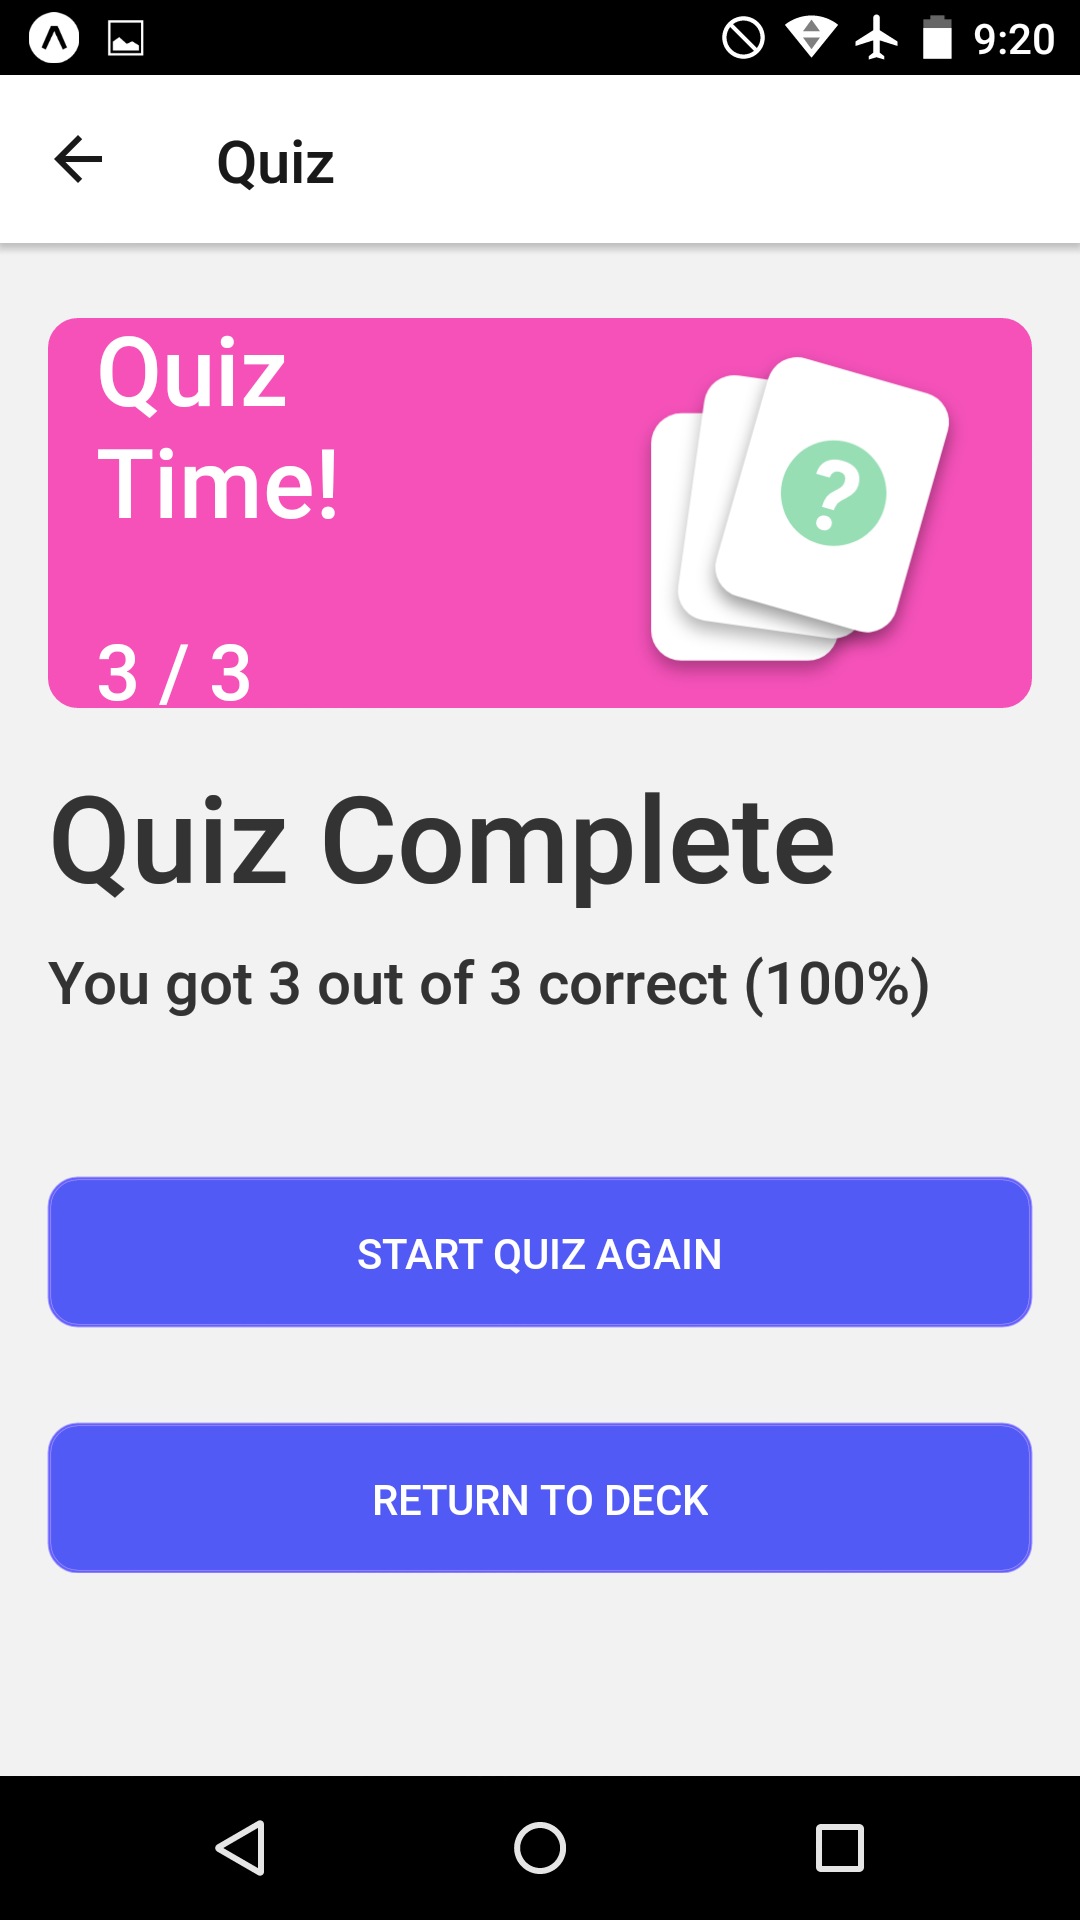 9:20
Quiz
Quiz
Time!
?
3 / 3
Quiz Complete
You got 3 out of 3 correct (100%)
START QUIZ AGAIN
RETURN TO DECK